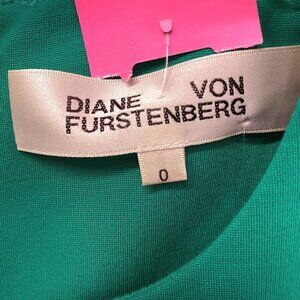 DIANE VON
FURSTENBERG
0